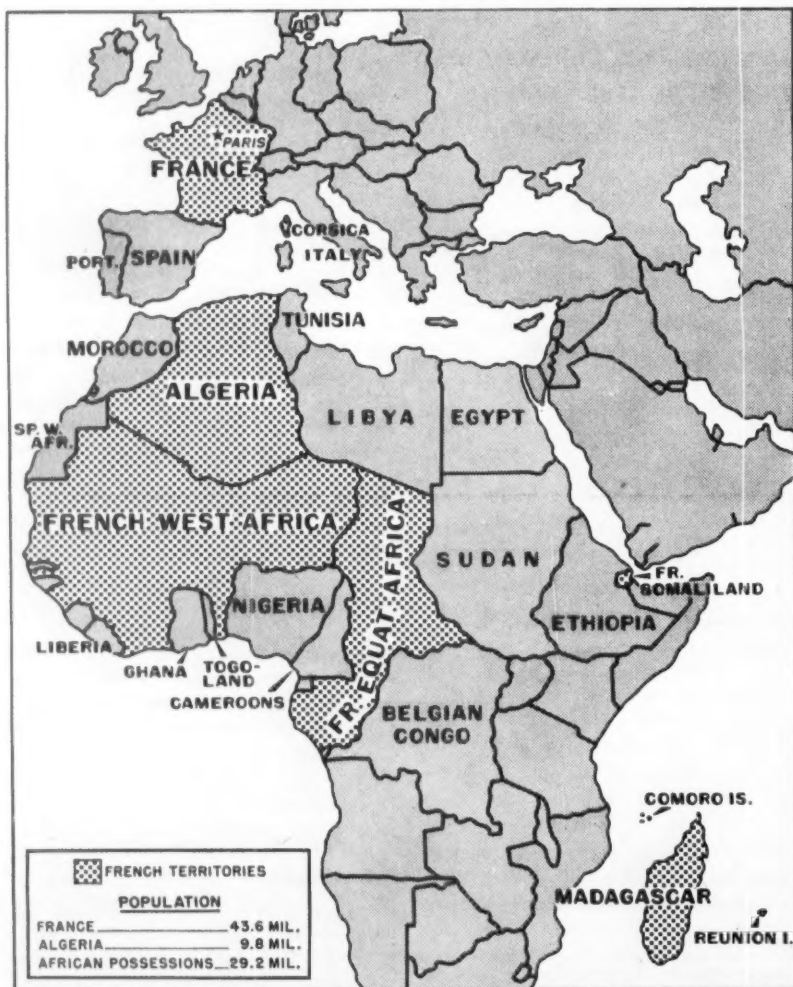 PARIS
FRANCE
CORSICA
PORT.
SPAIN
ITALY
TUNISIA
MOROCCO
ALGERIA
LIBYA
EGYPT
SP. W.
AFR.
FRENCH WEST AFRICA
FR. EQUAT. AFRICA
SUDAN
FR.
SOMALILAND
NIGERIA
ETHIOPIA
LIBERIA
GHANA
TOGO-
LAND
CAMEROONS
BELGIAN
CONGO
COMORO IS.
MADAGASCAR
REUNION I.
FRENCH TERRITORIES
POPULATION
FRANCE 43.6 MIL.
ALGERIA 9.8 MIL.
AFRICAN POSSESSIONS 29.2 MIL.